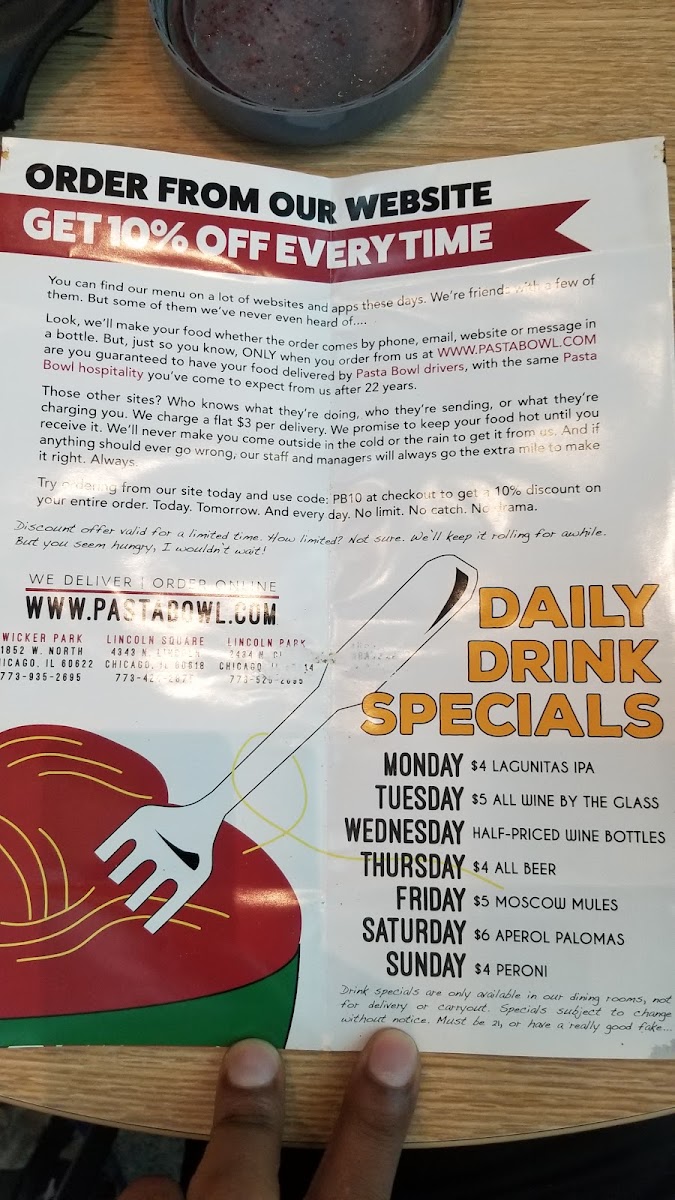 ORDER FROM OUR WEBSITE
GET 10% OFF EVERY TIME
You can find our menu on a lot of websites and apps these days. We're friends with a few of
them. But some of them we've never even heard of....
Look, we'll make your food whether the order comes by phone, email, website or message in
a bottle. But, just so you know, ONLY when you order from us at WWW.PASTABOWL.COM
are you guaranteed to have your food delivered by Pasta Bowl drivers, with the same Pasta
Bowl hospitality you've come to expect from us after 22 years.
Those other sites? Who knows what they're doing, who they're sending, or what they're
charging you. We charge a flat $3 per delivery. We promise to keep your food hot until you
receive it. We'll never make you come outside in the cold or the rain to get it from us. And if
anything should ever go wrong, our staff and managers will always go the extra mile to make
it right. Always.
Try ordering from our site today and use code: PB10 at checkout to get a 10% discount on
your entire order. Today. Tomorrow. And every day. No limit. No catch. No drama.
Discount offer valid for a limited time. How limited? Not sure. We'll keep it rolling for awhile.
But you seem hungry, I wouldn't wait!
WE DELIVER | ORDER ONLINE
WWW.PASTABOWL.COM
WICKER PARK LINCOLN SQUARE LINCOLN PARK
1852 W. NORTH 4343 N.
CHICAGO, IL 60622 CHICAGO, IL 60618 CHICAGO
773-935-2695
DAILY
DRINK
SPECIALS
MONDAY $4 LAGUNITAS IPA
TUESDAY $5 ALL WINE BY THE GLASS
WEDNESDAY HALF-PRICED WINE BOTTLES
THURSDAY $4 ALL BEER
FRIDAY $5 MOSCOW MULES
SATURDAY $6 APEROL PALOMAS
SUNDAY $4 PERONI
Drink specials are only available in our dining rooms, not
for delivery or carryout. Specials subject to change
without notice. Must be 21, or have a really good fake...